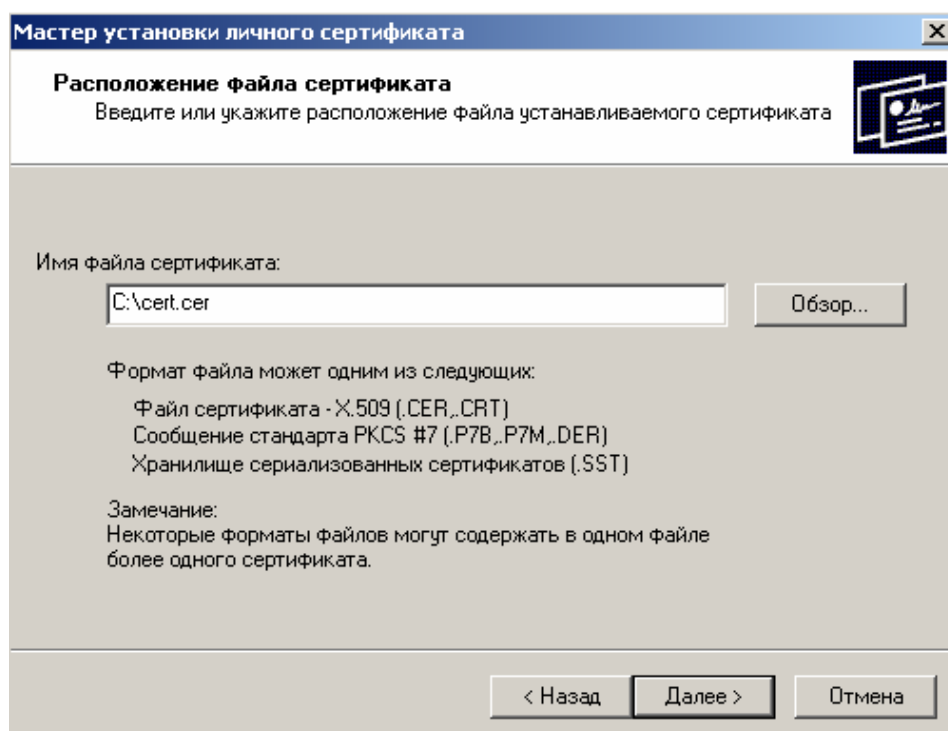 Мастер установки личного сертификата
Расположение файла сертификата
Введите или укажите расположение файла устанавливаемого сертификата
Имя файла сертификата:
C:\cert.cer
Обзор...
Формат файла может одним из следующих:
Файл сертификата - X.509 (.CER,.CRT)
Сообщение стандарта PKCS #7 (.P7B,.P7M,.DER)
Хранилище сериализованных сертификатов (.SST)
Замечание:
Некоторые форматы файлов могут содержать в одном файле
более одного сертификата.
< Назад
Далее >
Отмена